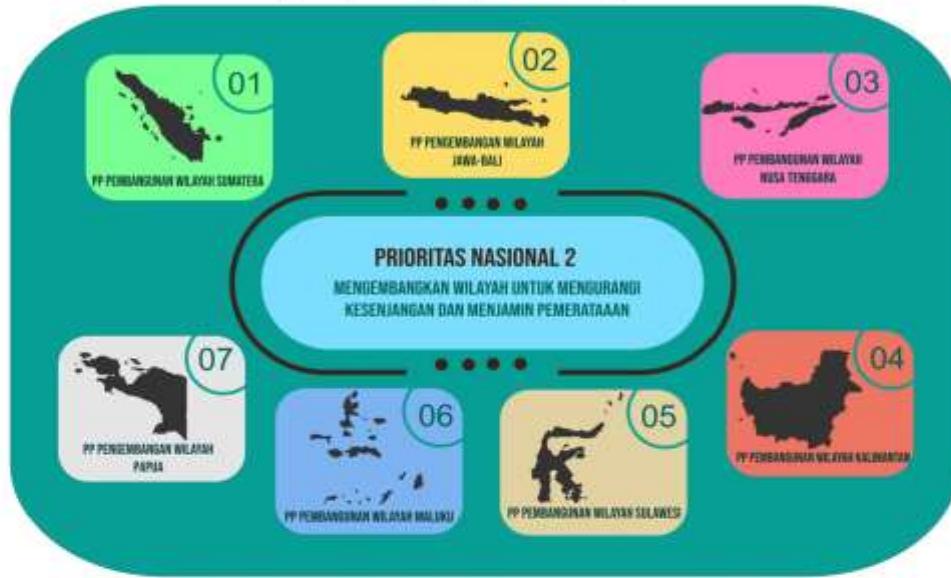 01
PP PEMBANGUNAN WILAYAH SUMATERA
02
PP PENGEMBANGAN WILAYAH
JAWA-BALI
03
PP PEMBANGUNAN WILAYAH
NUSA TENGGARA
PRIORITAS NASIONAL 2
MENGEMBANGKAN WILAYAH UNTUK MENGURANGI
KESENJANGAN DAN MENJAMIN PEMERATAAAN
07
PP PENGEMBANGAN WILAYAH
PAPUA
06
PP PEMBANGUNAN WILAYAH MALUKU
05
PP PEMBANGUNAN WILAYAH SULAWESI
04
PP PEMBANGUNAN WILAYAH KALIMANTAN